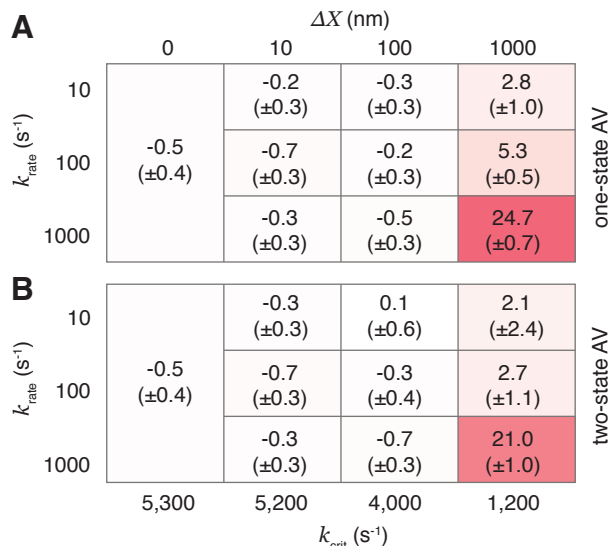 A
ΔX (nm)
0 10 100 1000
k_rate (s⁻¹)
10
100
1000
-0.5
(±0.4)
-0.2 -0.3 2.8
(±0.3) (±0.3) (±1.0)
-0.7 -0.2 5.3
(±0.3) (±0.3) (±0.5)
-0.3 -0.5 24.7
(±0.3) (±0.3) (±0.7)
one-state AV
B
k_rate (s⁻¹)
10
100
1000
-0.5
(±0.4)
-0.3 0.1 2.1
(±0.3) (±0.6) (±2.4)
-0.7 -0.3 2.7
(±0.3) (±0.4) (±1.1)
-0.3 -0.7 21.0
(±0.3) (±0.3) (±1.0)
two-state AV
5,300 5,200 4,000 1,200
k_crit (s⁻¹)